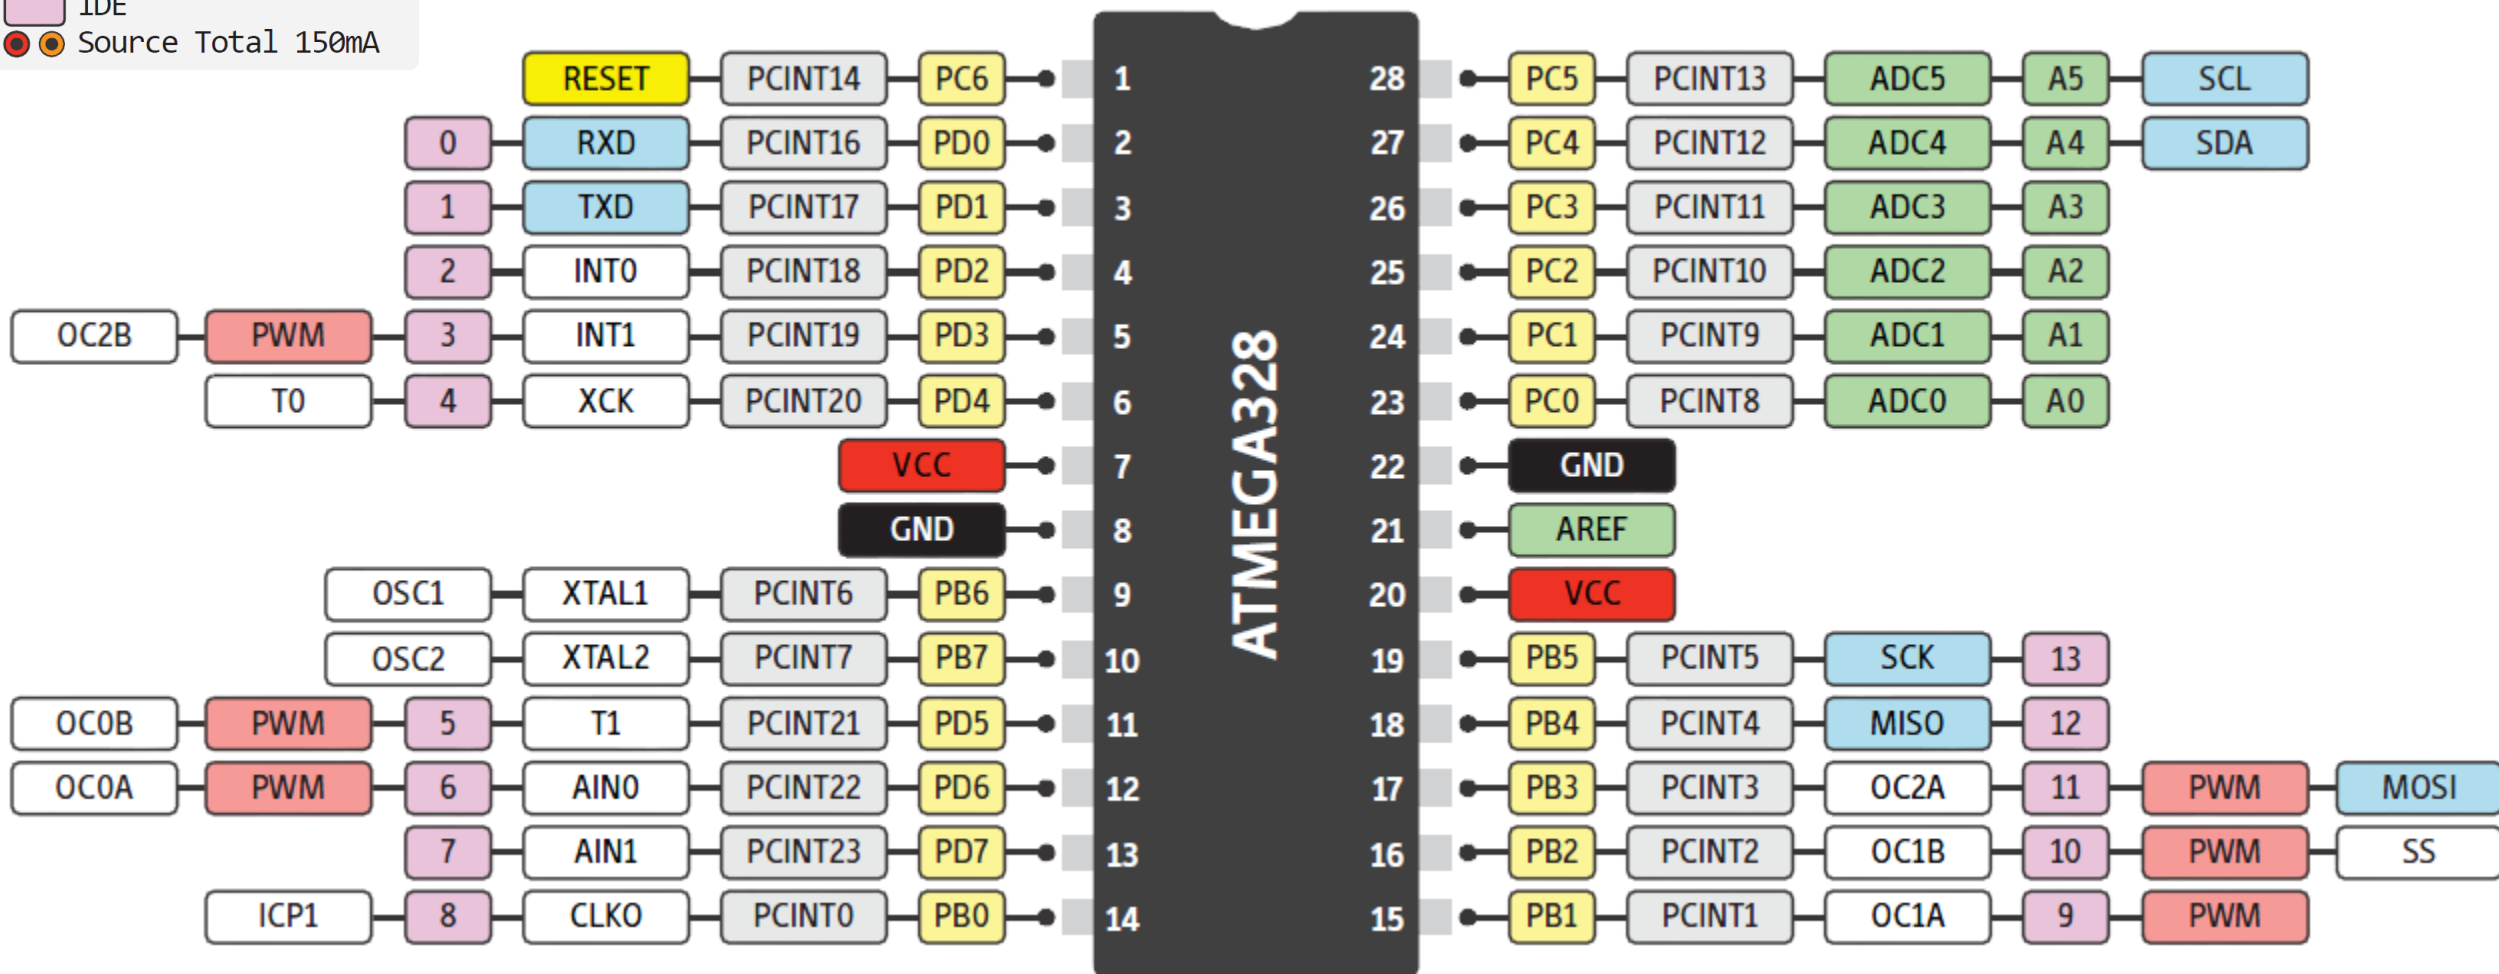 IDE
Source Total 150mA
RESET PCINT14 PC6 1 28 PC5 PCINT13 ADC5 A5 SCL
0 RXD PCINT16 PD0 2 27 PC4 PCINT12 ADC4 A4 SDA
1 TXD PCINT17 PD1 3 26 PC3 PCINT11 ADC3 A3
2 INT0 PCINT18 PD2 4 25 PC2 PCINT10 ADC2 A2
OC2B PWM 3 INT1 PCINT19 PD3 5 24 PC1 PCINT9 ADC1 A1
T0 4 XCK PCINT20 PD4 6 23 PC0 PCINT8 ADC0 A0
VCC 7 22 GND
GND 8 21 AREF
OSC1 XTAL1 PCINT6 PB6 9 20 VCC
OSC2 XTAL2 PCINT7 PB7 10 19 PB5 PCINT5 SCK 13
OC0B PWM 5 T1 PCINT21 PD5 11 18 PB4 PCINT4 MISO 12
OC0A PWM 6 AIN0 PCINT22 PD6 12 17 PB3 PCINT3 OC2A 11 PWM MOSI
7 AIN1 PCINT23 PD7 13 16 PB2 PCINT2 OC1B 10 PWM SS
ICP1 8 CLKO PCINT0 PB0 14 15 PB1 PCINT1 OC1A 9 PWM
ATMEGA328